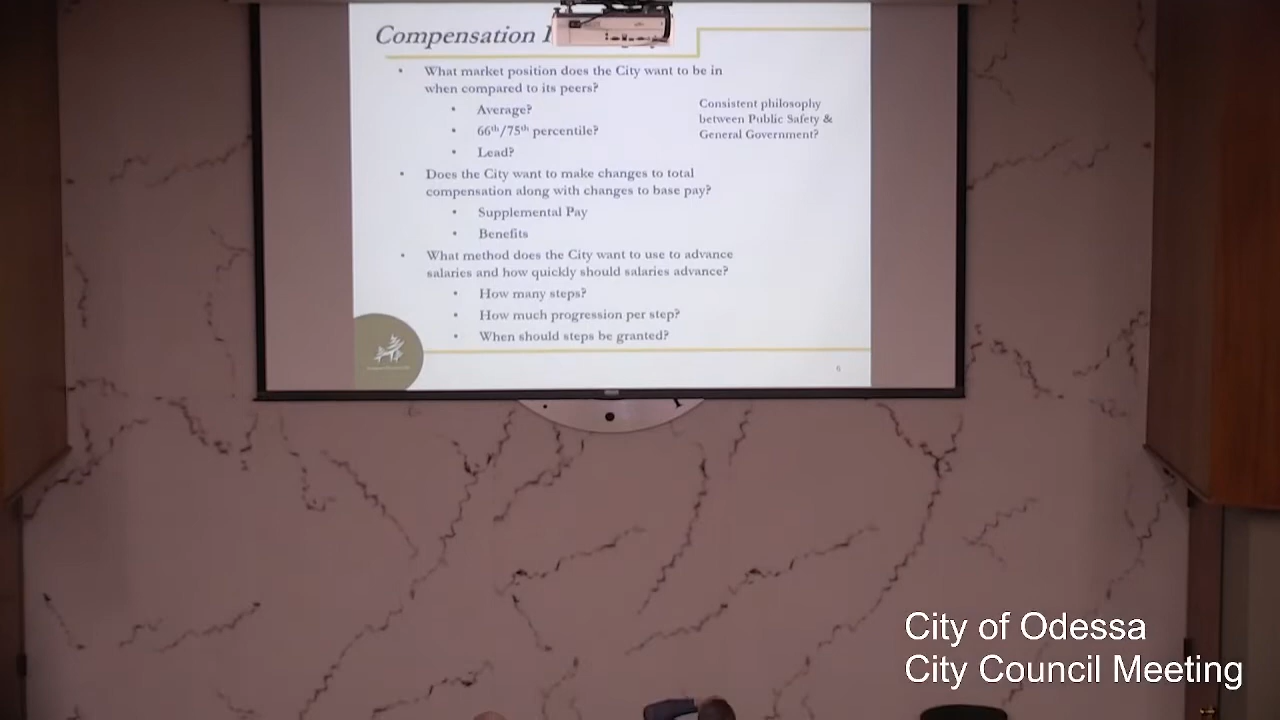 Compensation
• What market position does the City want to be in
when compared to its peers?
• Average?
• 66th/75th percentile?
• Lead?
Consistent philosophy
between Public Safety &
General Government?
• Does the City want to make changes to total
compensation along with changes to base pay?
• Supplemental Pay
• Benefits
• What method does the City want to use to advance
salaries and how quickly should salaries advance?
• How many steps?
• How much progression per step?
• When should steps be granted?
6
City of Odessa
City Council Meeting